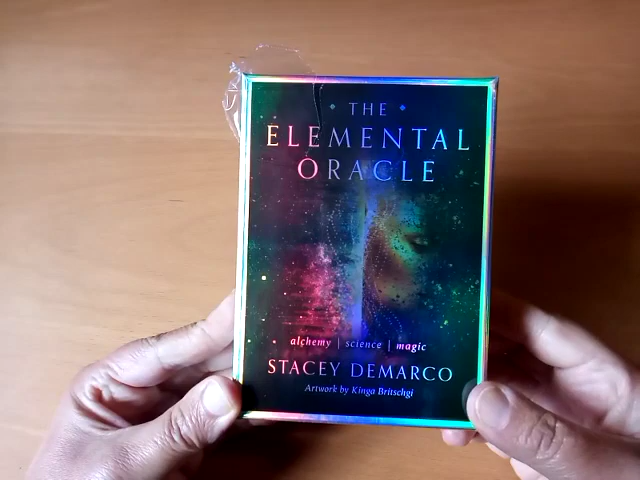 THE
ELEMENTAL
ORACLE
alchemy | science | magic
STACEY DEMARCO
Artwork by Kinga Britschgi